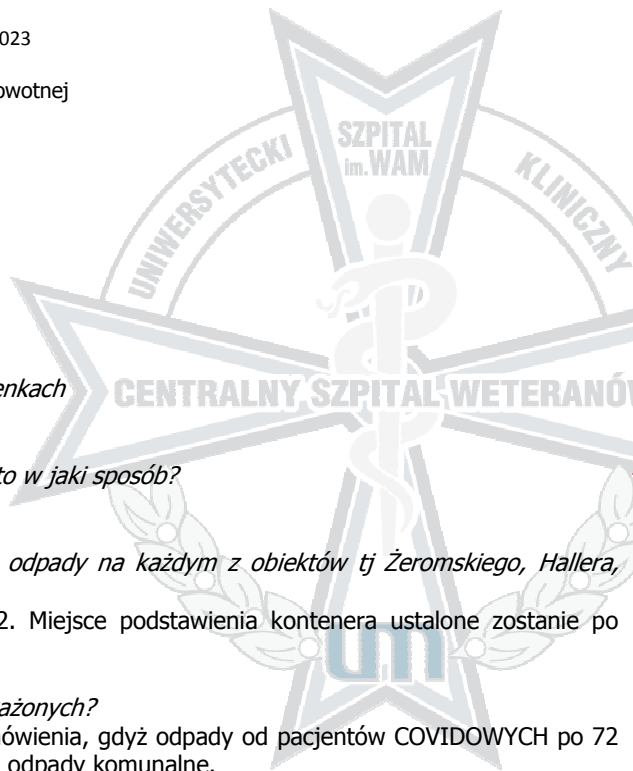 023
owotnej
SZPITAL
im. WAM
UNIWERSYTECKI
KLINICZNY
enkach
CENTRALNY SZPITAL WETERANÓW
to w jaki sposób?
odpady na każdym z obiektów tj Żeromskiego, Hallera,
2. Miejsce podstawienia kontenera ustalone zostanie po
um
ażonych?
nówienia, gdyż odpady od pacjentów COVIDOWYCH po 72
odpady komunalne.